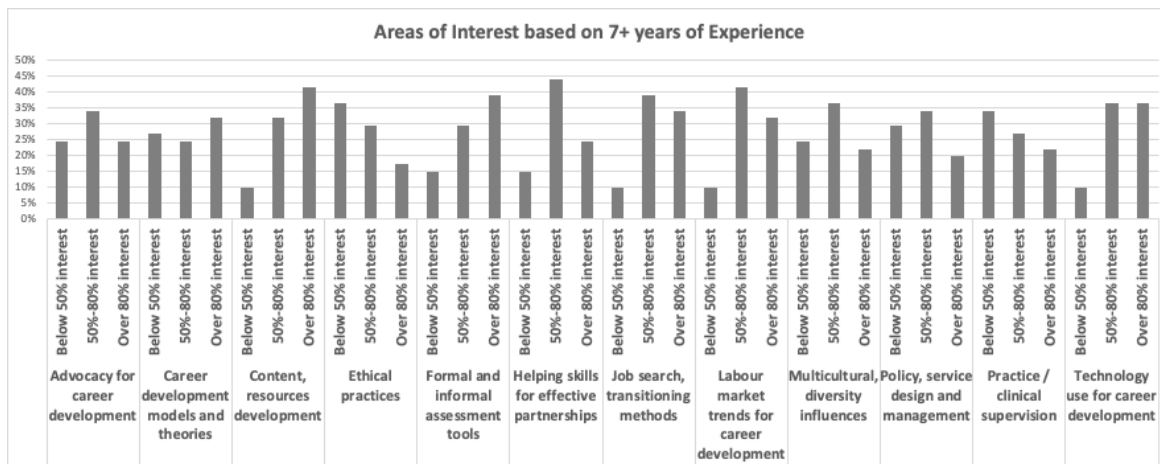 Areas of Interest based on 7+ years of Experience
50%
45%
40%
35%
30%
25%
20%
15%
10%
5%
0%
Below 50% interest
50%-80% interest
Over 80% interest
Below 50% interest
50%-80% interest
Over 80% interest
Below 50% interest
50%-80% interest
Over 80% interest
Below 50% interest
50%-80% interest
Over 80% interest
Below 50% interest
50%-80% interest
Over 80% interest
Below 50% interest
50%-80% interest
Over 80% interest
Below 50% interest
50%-80% interest
Over 80% interest
Below 50% interest
50%-80% interest
Over 80% interest
Below 50% interest
50%-80% interest
Over 80% interest
Below 50% interest
50%-80% interest
Over 80% interest
Below 50% interest
50%-80% interest
Over 80% interest
Below 50% interest
50%-80% interest
Over 80% interest
Advocacy for
career
development
Career
development
models and
theories
Content,
resources
development
Ethical
practices
Formal and
informal
assessment
tools
Helping skills
for effective
partnerships
Job search,
transitioning
methods
Labour
market
trends for
career
development
Multicultural,
diversity
influences
Policy, service
design and
management
Practice /
clinical
supervision
Technology
use for career
development